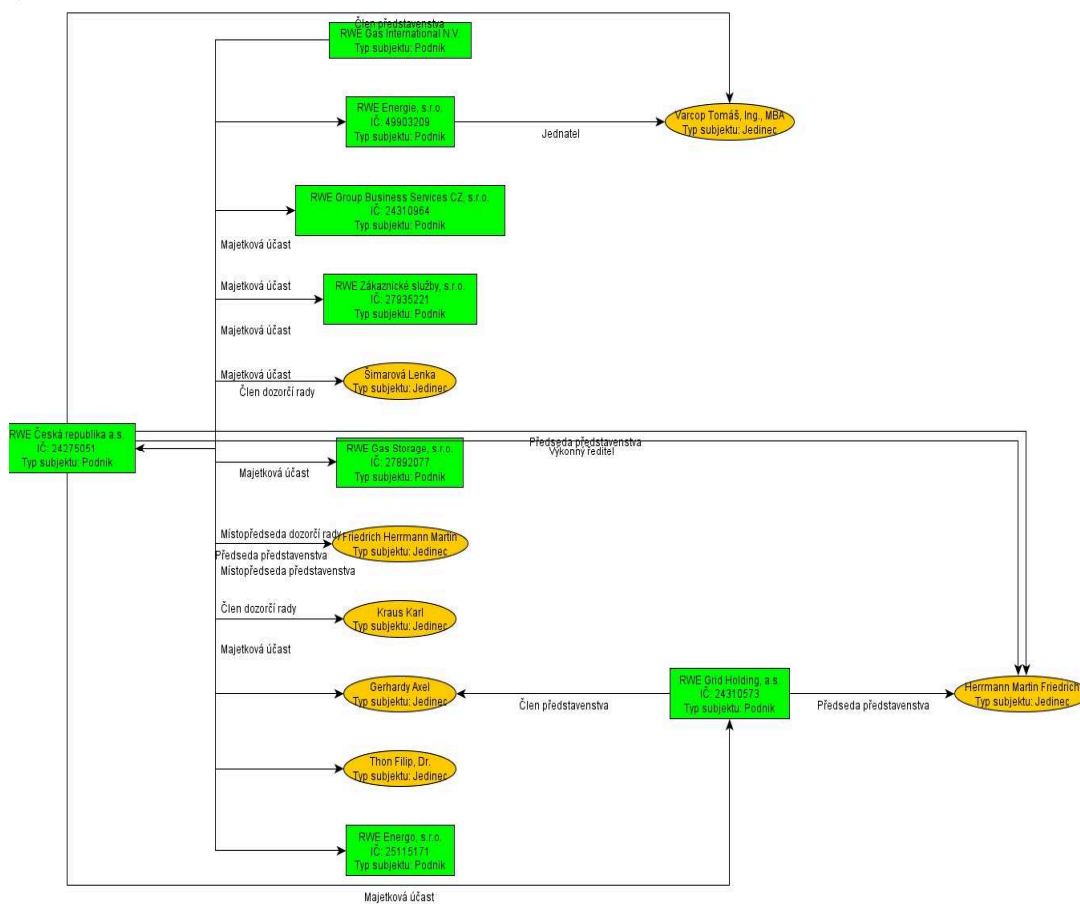 Člen představenstva
RWE Gas International N.V.
Typ subjektu: Podnik
RWE Energie, s.r.o.
IČ: 49903209
Typ subjektu: Podnik
Jednatel
Varcop Tomáš, Ing., MBA
Typ subjektu: Jedinec
RWE Group Business Services CZ, s.r.o.
IČ: 24310964
Typ subjektu: Podnik
Majetková účast
Majetková účast
RWE Zákaznické služby, s.r.o.
IČ: 27935221
Typ subjektu: Podnik
Majetková účast
Majetková účast
Člen dozorčí rady
Šimarová Lenka
Typ subjektu: Jedinec
RWE Česká republika a.s.
IČ: 24275051
Typ subjektu: Podnik
Předseda představenstva
Výkonný ředitel
RWE Gas Storage, s.r.o.
IČ: 27892077
Typ subjektu: Podnik
Majetková účast
Místopředseda dozorčí rady
Friedrich Herrmann Martin
Typ subjektu: Jedinec
Předseda představenstva
Místopředseda představenstva
Člen dozorčí rady
Kraus Karl
Typ subjektu: Jedinec
Majetková účast
Gerhardy Axel
Typ subjektu: Jedinec
Člen představenstva
RWE Grid Holding, a.s.
IČ: 24310573
Typ subjektu: Podnik
Předseda představenstva
Herrmann Martin Friedrich
Typ subjektu: Jedinec
Thon Filip, Dr.
Typ subjektu: Jedinec
RWE Energo, s.r.o.
IČ: 25115171
Typ subjektu: Podnik
Majetková účast